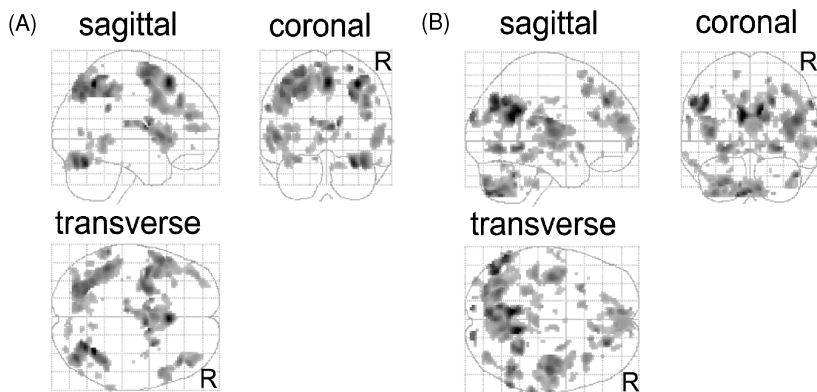 (A) sagittal coronal
R
transverse
R
(B) sagittal coronal
R
transverse
R